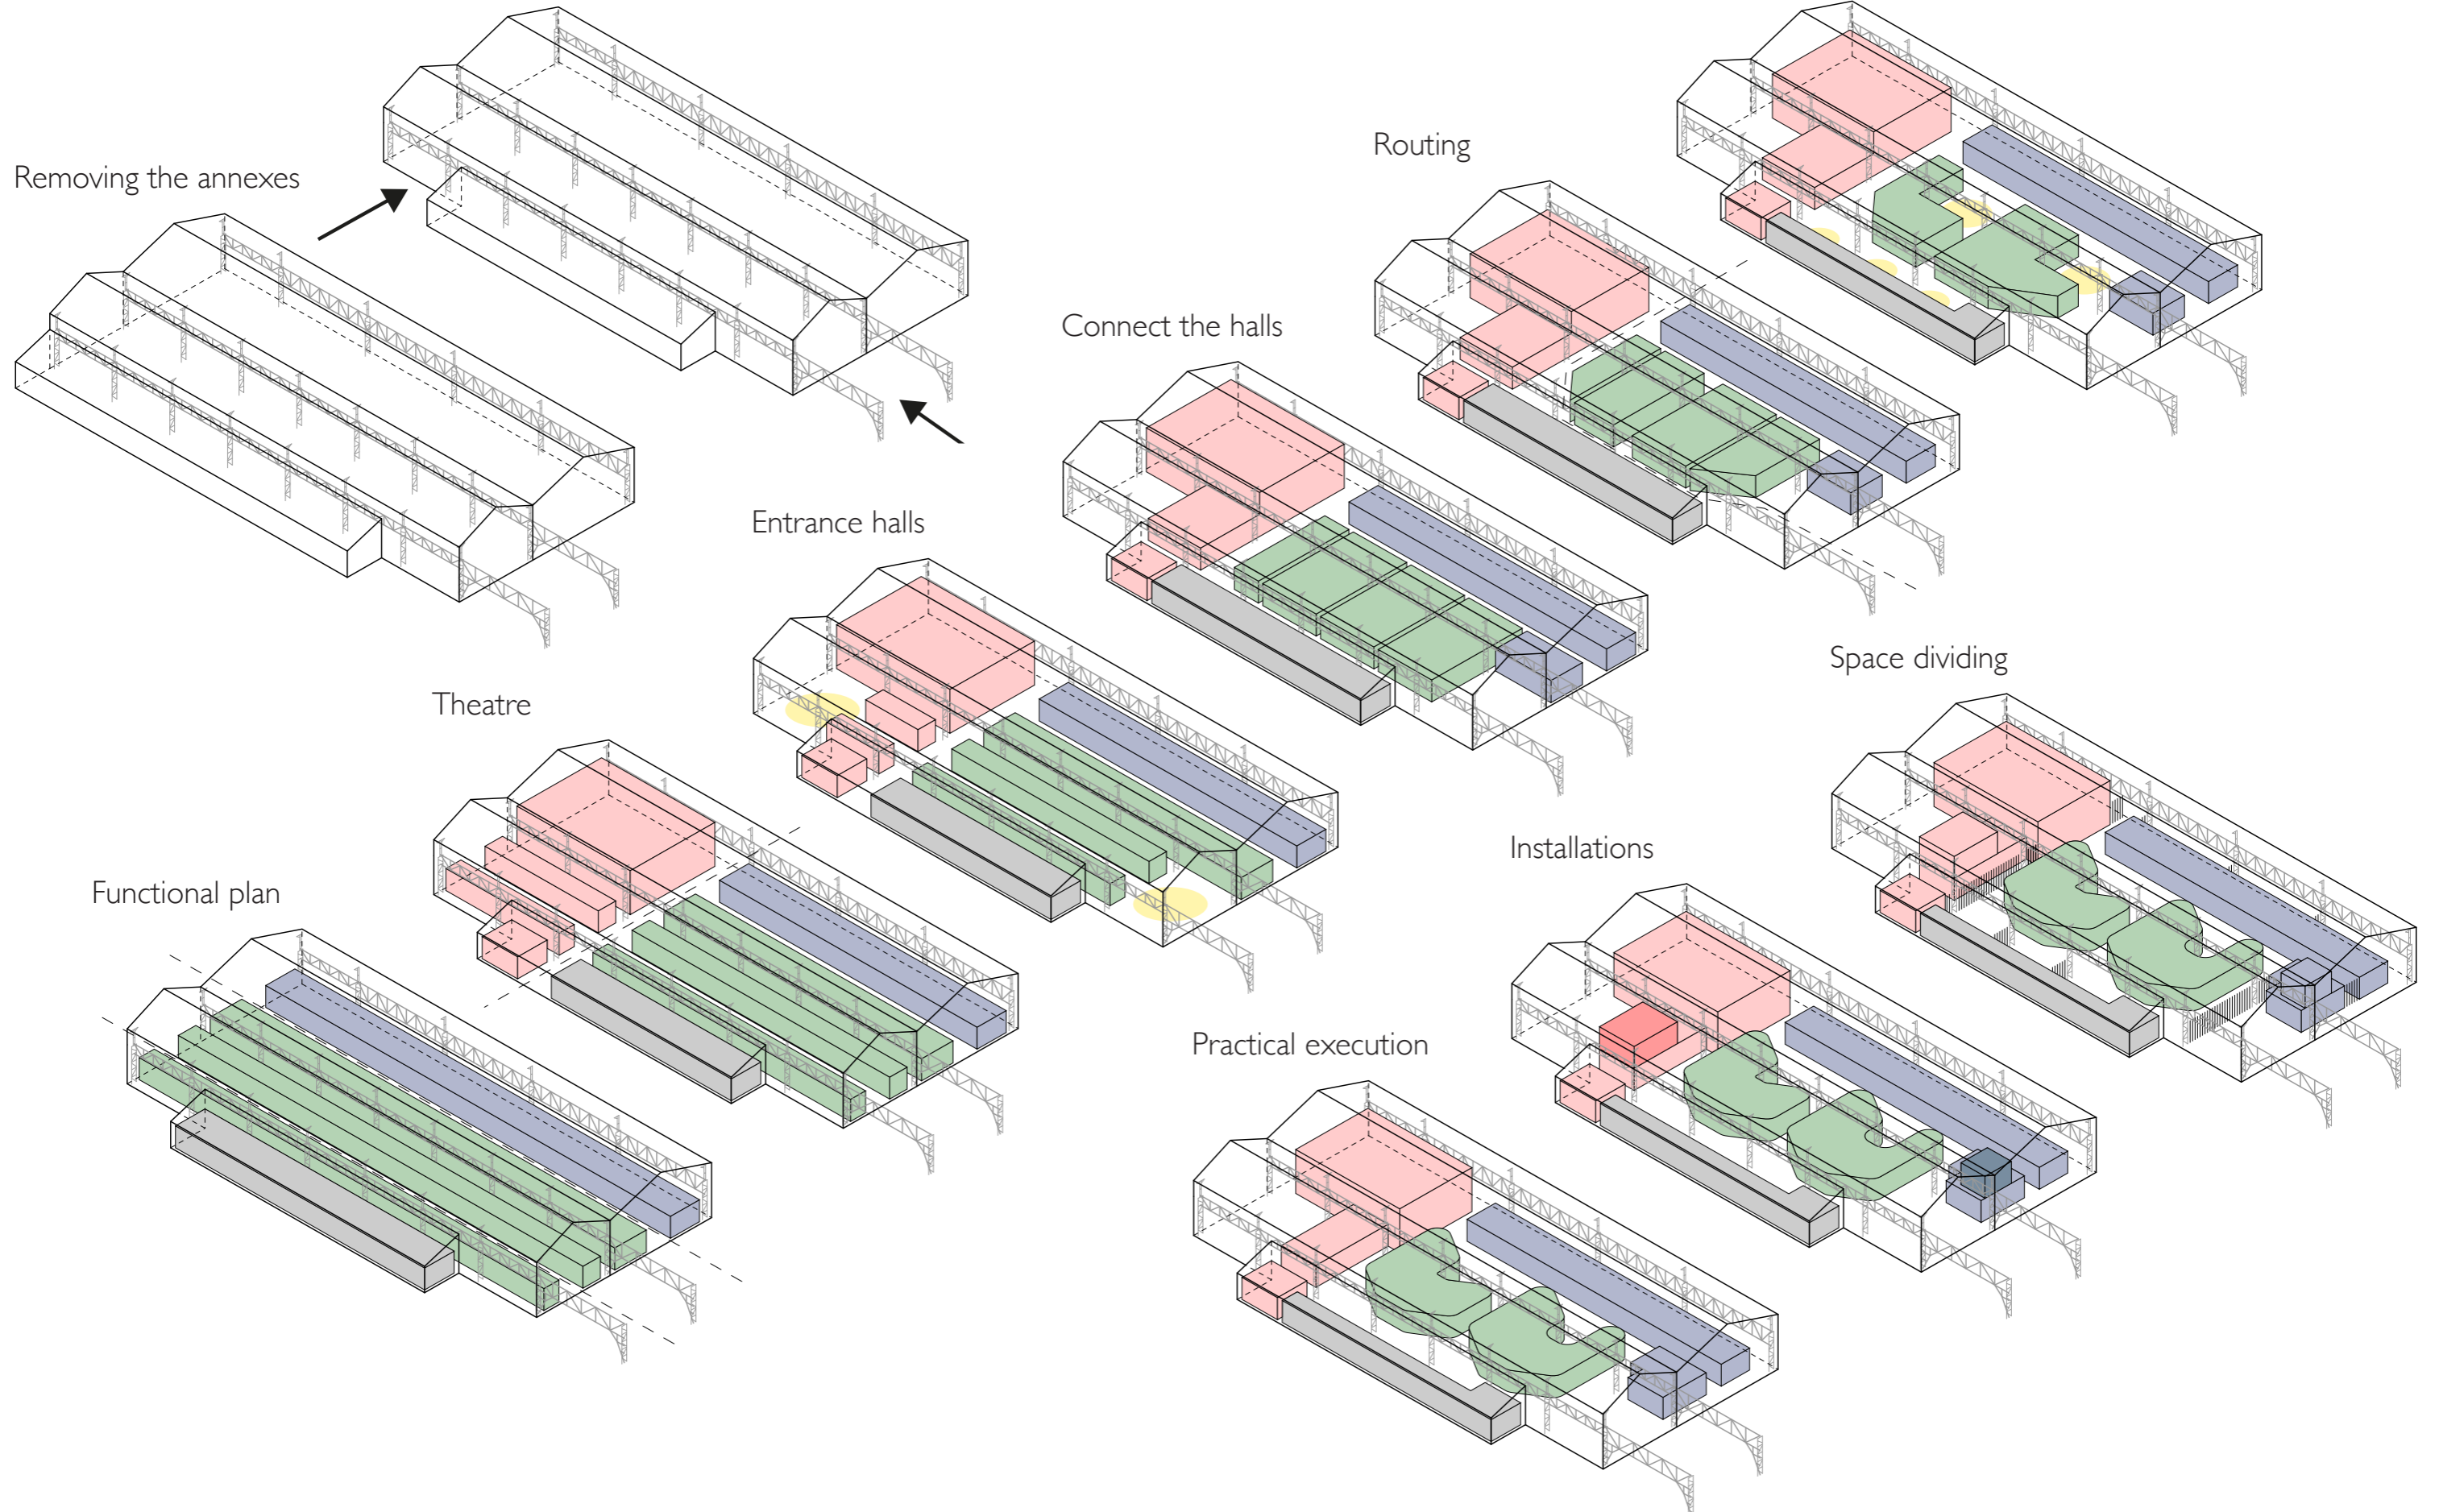 Removing the annexes
Functional plan
Theatre
Entrance halls
Connect the halls
Routing
Practical execution
Installations
Space dividing